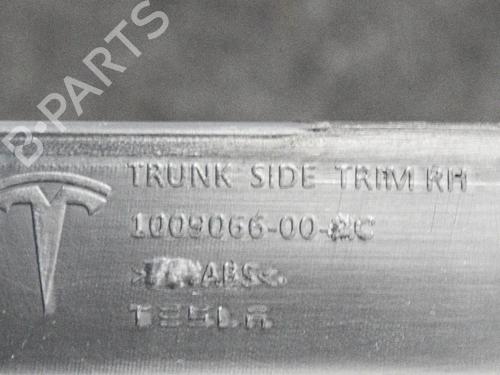 B-PARTS
TRUNK SIDE TRIM RH
1009066-00-
ABS<
TESLA